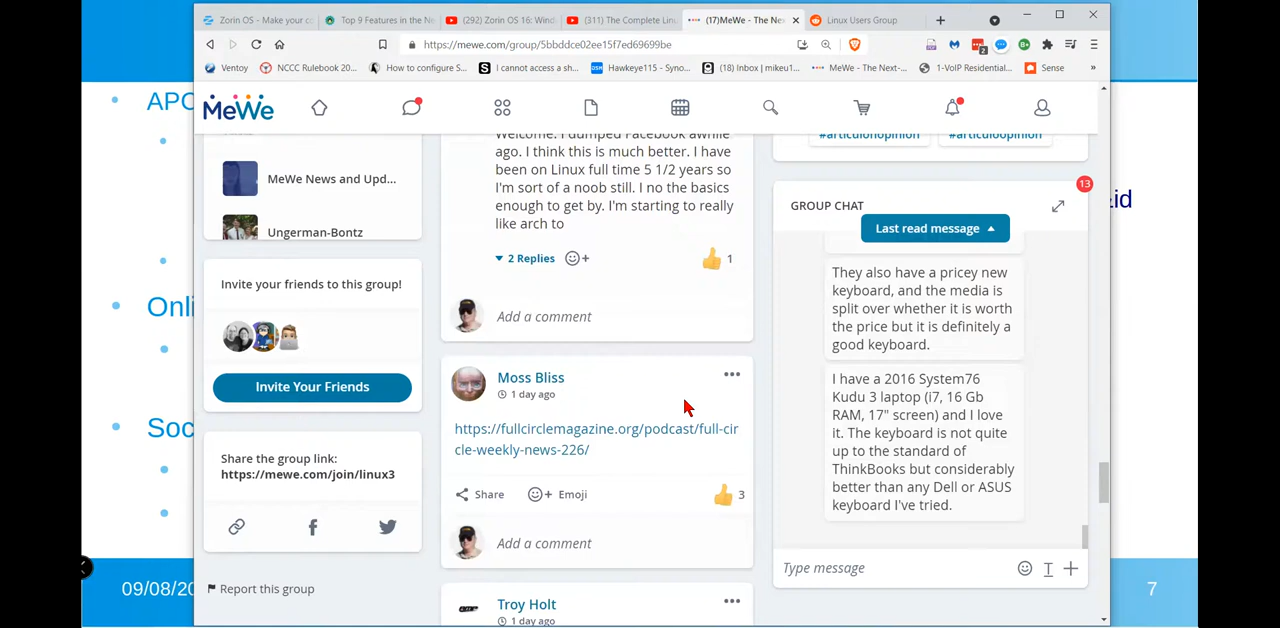 Zorin OS - Make your co
Top 9 Features in the Ne
(292) Zorin OS 16: Wind
(311) The Complete Linu
(17)MeWe - The Ne
Linux Users Group
https://mewe.com/group/5bbddce02ee15f7ed69699be
2
Ventoy
NCCC Rulebook 20...
How to configure S...
I cannot access a sh...
Hawkeye115 - Syno...
(18) Inbox | mikeu1...
MeWe - The Next-...
1-VoIP Residential...
Sense
»
MeWe
MeWe News and Upd...
Ungerman-Bontz
Invite your friends to this group!
Invite Your Friends
Share the group link:
https://mewe.com/join/linux3
Report this group
Welcome. I dumped Facebook awhile
ago. I think this is much better. I have
been on Linux full time 5 1/2 years so
I'm sort of a noob still. I no the basics
enough to get by. I'm starting to really
like arch to
2 Replies
1
Add a comment
Moss Bliss
1 day ago
https://fullcirclemagazine.org/podcast/full-cir
cle-weekly-news-226/
Share
Emoji
3
Add a comment
Troy Holt
1 day ago
#articulonopinion
#articuloopinion
13
GROUP CHAT
Last read message
They also have a pricey new
keyboard, and the media is
split over whether it is worth
the price but it is definitely a
good keyboard.
I have a 2016 System76
Kudu 3 laptop (i7, 16 Gb
RAM, 17" screen) and I love
it. The keyboard is not quite
up to the standard of
ThinkBooks but considerably
better than any Dell or ASUS
keyboard I've tried.
Type message
APC
Onli
Soc
09/08/20
7